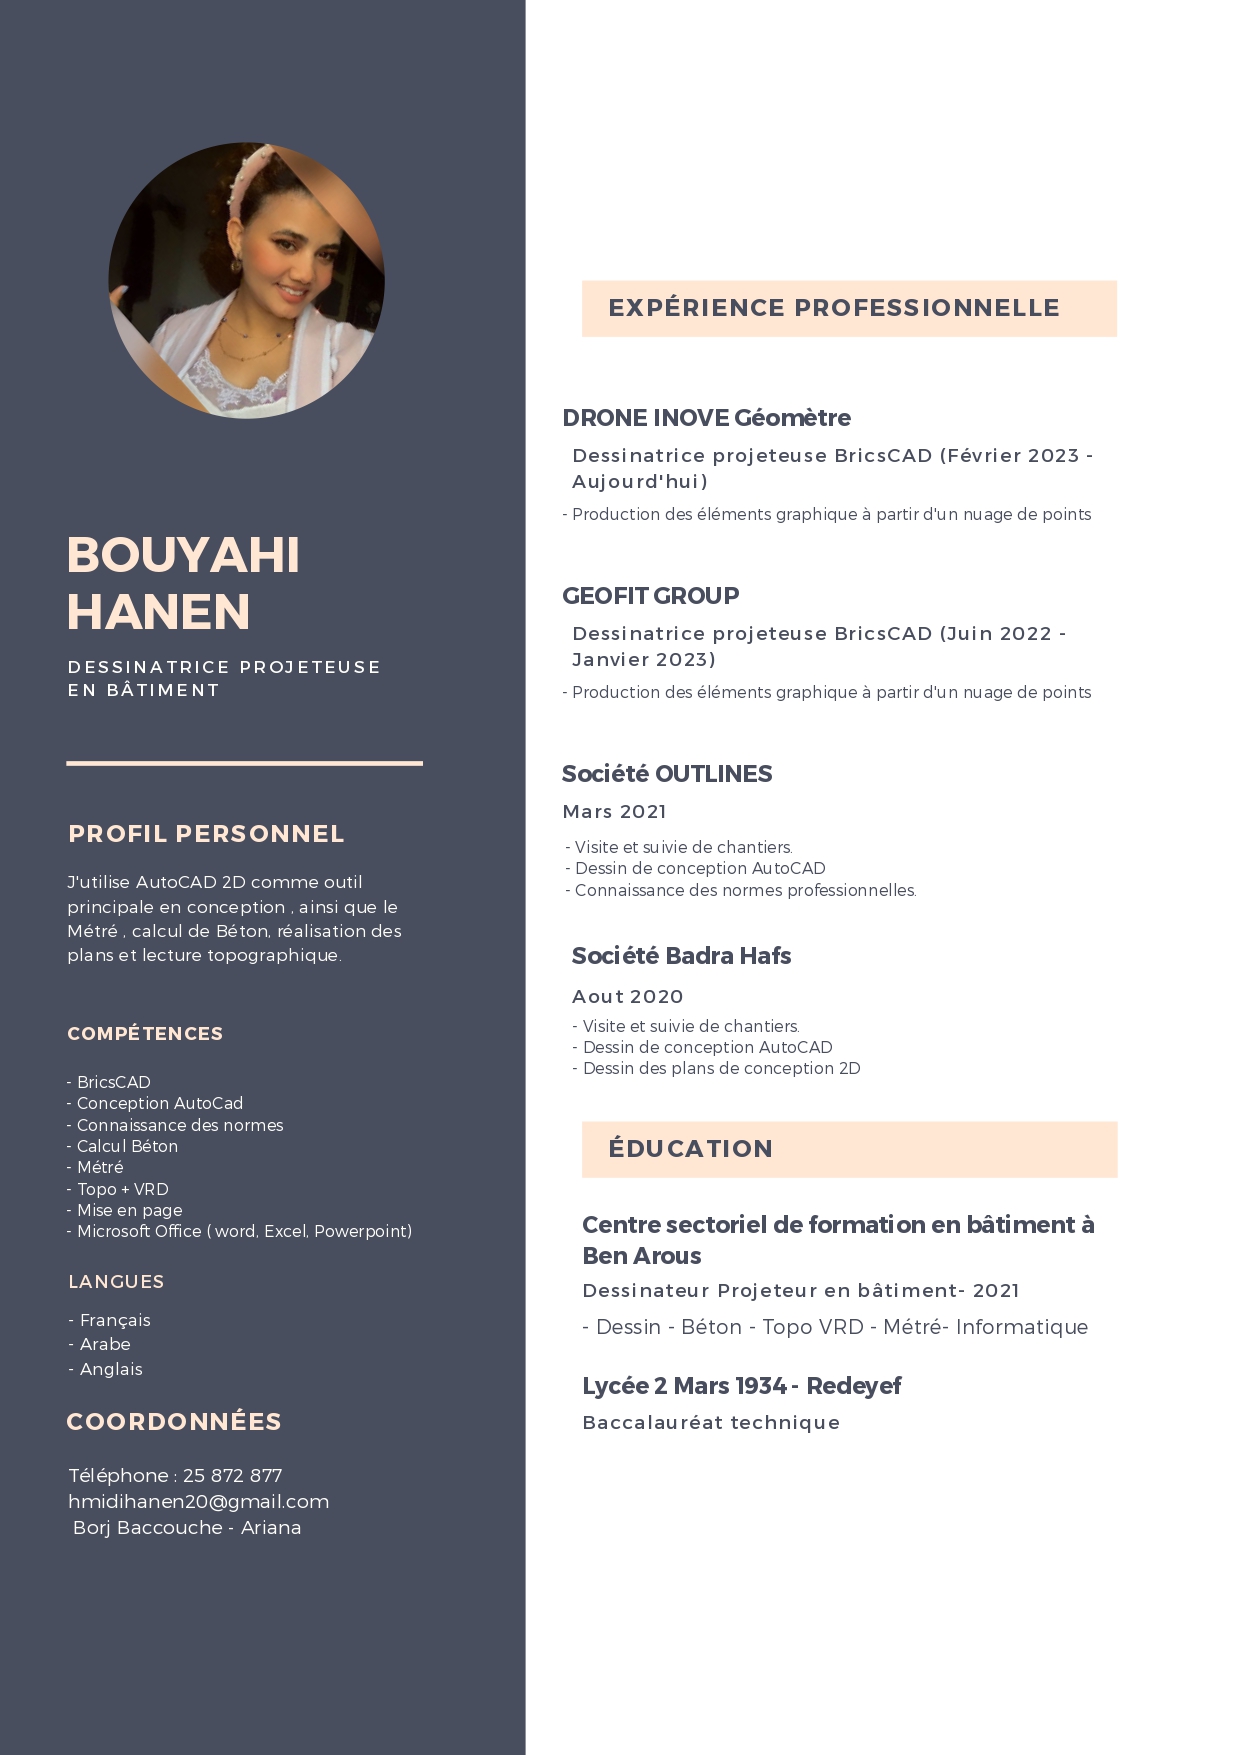 BOUYAHI
HANEN
DESSINATRICE PROJETEUSE
EN BÂTIMENT
PROFIL PERSONNEL
J'utilise AutoCAD 2D comme outil
principale en conception , ainsi que le
Métré , calcul de Béton, réalisation des
plans et lecture topographique.
COMPÉTENCES
- BricsCAD
- Conception AutoCad
- Connaissance des normes
- Calcul Béton
- Métré
- Topo + VRD
- Mise en page
- Microsoft Office ( word, Excel, Powerpoint)
LANGUES
- Français
- Arabe
- Anglais
COORDONNÉES
Téléphone : 25 872 877
hmidihanen20@gmail.com
Borj Baccouche - Ariana
EXPÉRIENCE PROFESSIONNELLE
DRONE INOVE Géomètre
Dessinatrice projeteuse BricsCAD (Février 2023 -
Aujourd'hui)
- Production des éléments graphique à partir d'un nuage de points
GEOFIT GROUP
Dessinatrice projeteuse BricsCAD (Juin 2022 -
Janvier 2023)
- Production des éléments graphique à partir d'un nuage de points
Société OUTLINES
Mars 2021
- Visite et suivie de chantiers.
- Dessin de conception AutoCAD
- Connaissance des normes professionnelles.
Société Badra Hafs
Aout 2020
- Visite et suivie de chantiers.
- Dessin de conception AutoCAD
- Dessin des plans de conception 2D
ÉDUCATION
Centre sectoriel de formation en bâtiment à
Ben Arous
Dessinateur Projeteur en bâtiment- 2021
- Dessin - Béton - Topo VRD - Métré- Informatique
Lycée 2 Mars 1934 - Redeyef
Baccalauréat technique